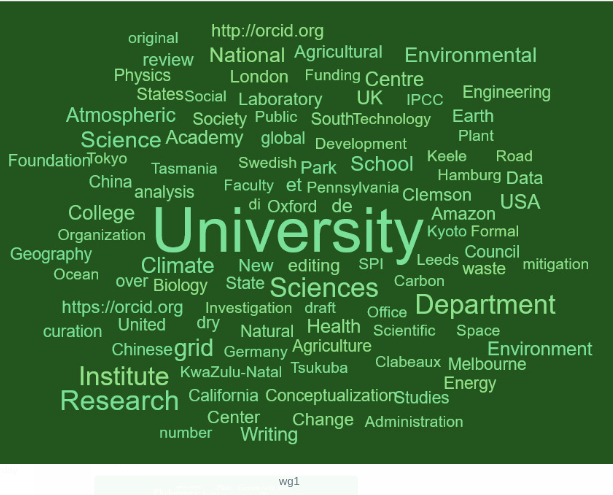 http://orcid.org
original
review National Agricultural Environmental
Physics London Funding Centre
States Social Laboratory UK IPCC Engineering
Atmospheric Society Public South Technology Earth
Science Academy global Development Plant
Foundation Tokyo Tasmania Swedish Park School Keele Road
China analysis Faculty et Pennsylvania Clemson Hamburg Data
College di Oxford de Amazon USA
Organization University Kyoto Formal
Geography Climate New editing SPI Leeds Council
Ocean over Biology State Sciences Carbon waste mitigation
https://orcid.org Investigation draft Office Department
curation United dry Natural Health Scientific Space
Chinese grid Germany Agriculture Environment
Institute KwaZulu-Natal Tsukuba Clabeaux Melbourne
Research California Conceptualization Studies Energy
Center Change Administration
number Writing
wg1